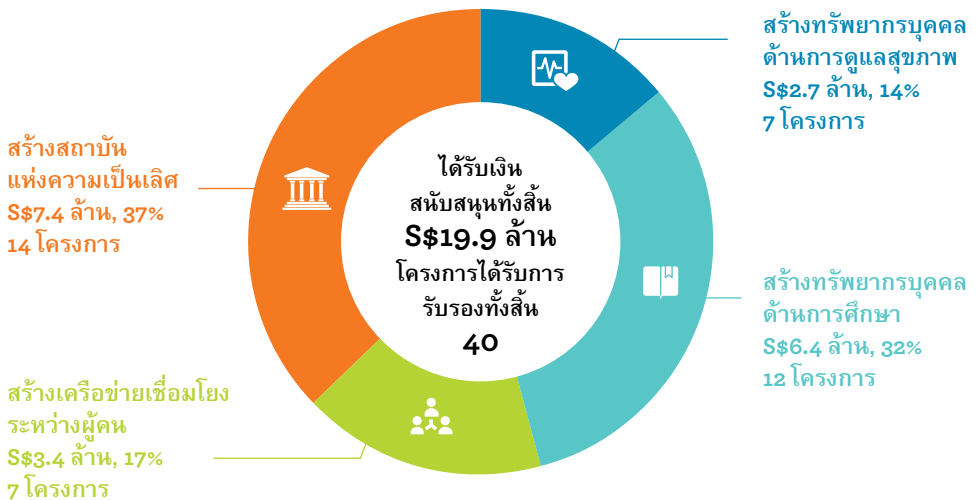 สร้างทรัพยากรบุคคล
ด้านการดูแลสุขภาพ
S$2.7 ล้าน, 14%
7 โครงการ
สร้างสถาบัน
แห่งความเป็นเลิศ
S$7.4 ล้าน, 37%
14 โครงการ
ได้รับเงิน
สนับสนุนทั้งสิ้น
S$19.9 ล้าน
โครงการได้รับการ
รับรองทั้งสิ้น
40
สร้างทรัพยากรบุคคล
ด้านการศึกษา
S$6.4 ล้าน, 32%
12 โครงการ
สร้างเครือข่ายเชื่อมโยง
ระหว่างผู้คน
S$3.4 ล้าน, 17%
7 โครงการ